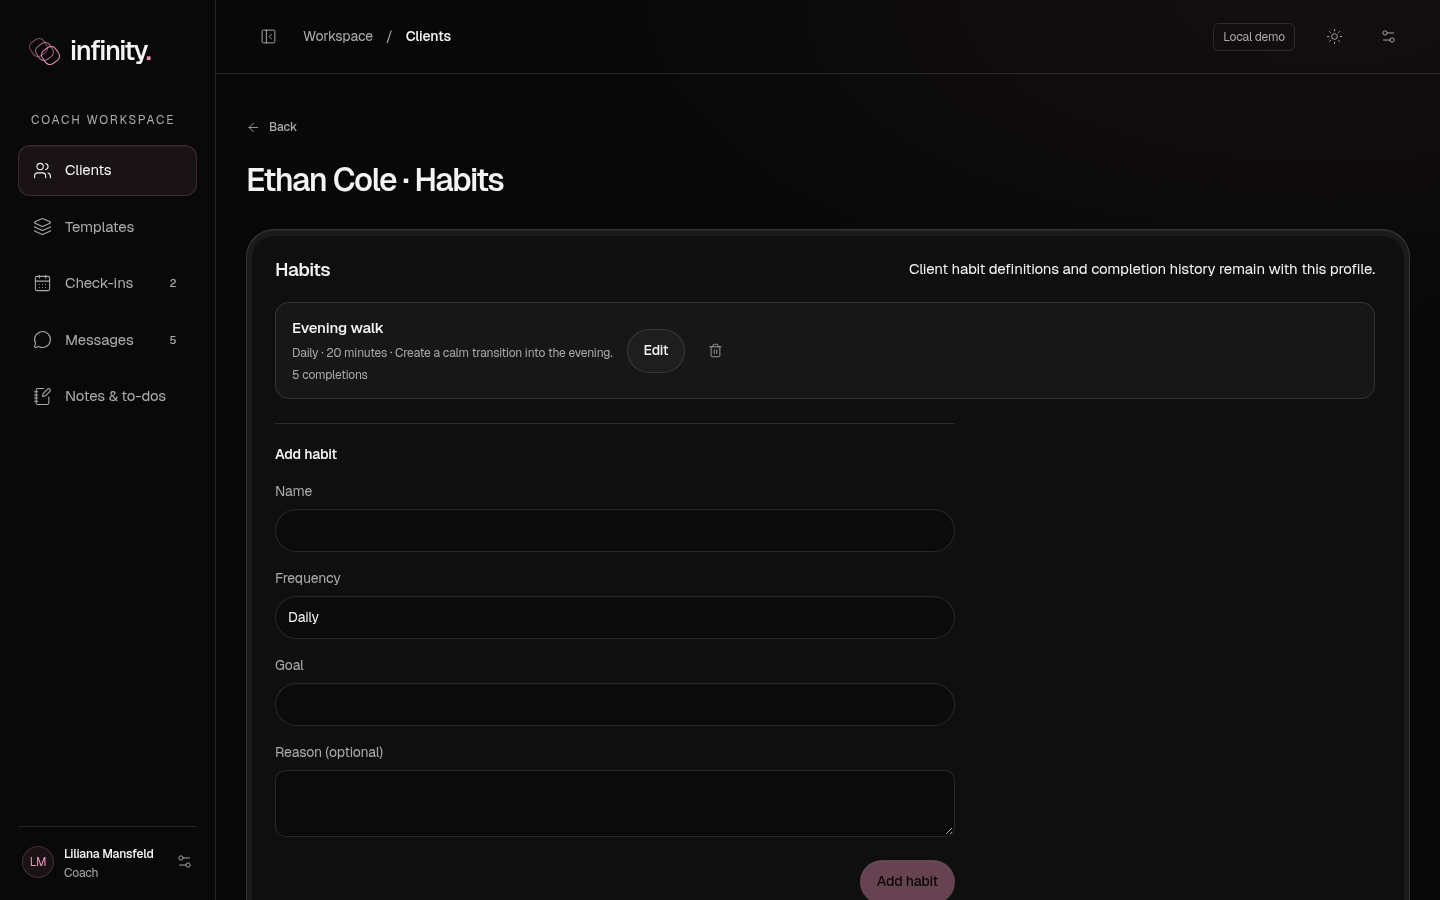 infinity.
COACH WORKSPACE
Clients
Templates
Check-ins 2
Messages 5
Notes & to-dos
LM
Liliana Mansfeld
Coach
Workspace / Clients
Local demo
Back
Ethan Cole · Habits
Habits
Client habit definitions and completion history remain with this profile.
Evening walk
Daily · 20 minutes · Create a calm transition into the evening.
5 completions
Edit
Add habit
Name
Frequency
Daily
Goal
Reason (optional)
Add habit